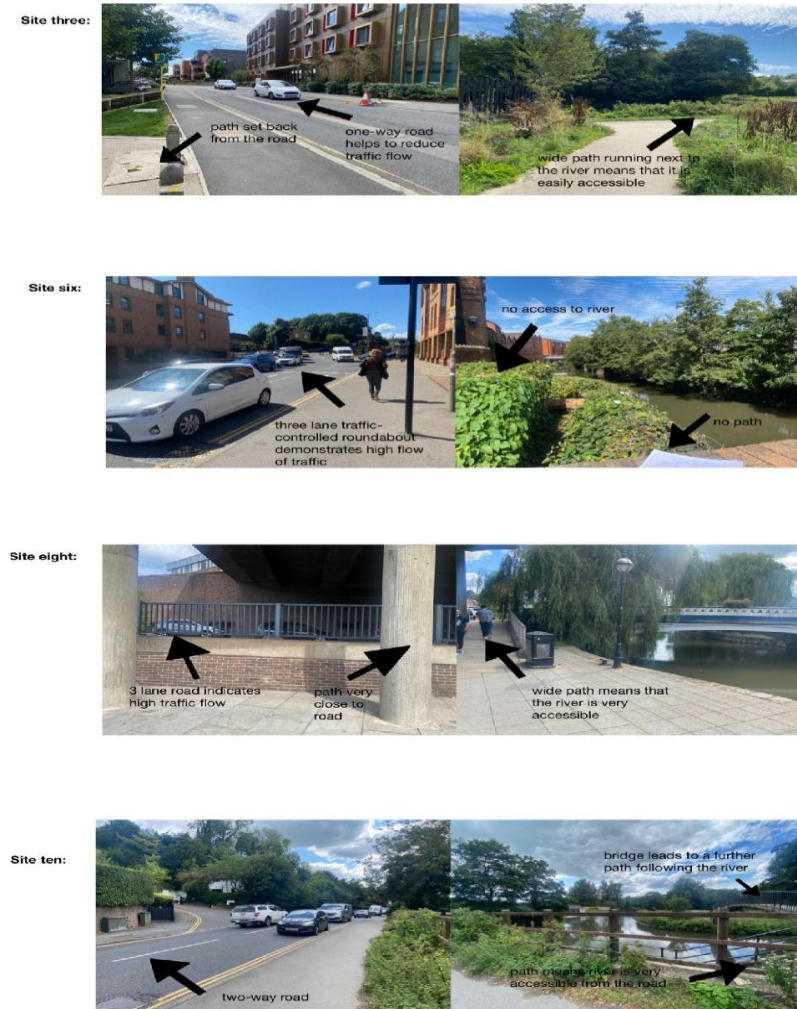 Site three:
path set back
from the road
one-way road
helps to reduce
traffic flow
wide path running next to
the river means that it is
easily accessible
Site six:
three lane traffic-
controlled roundabout
demonstrates high flow
of traffic
no access to river
no path
Site eight:
3 lane road indicates
high traffic flow
path very
close to
road
wide path means that
the river is very
accessible
Site ten:
two-way road
bridge leads to a further
path following the river
path means river is very
accessible from the road